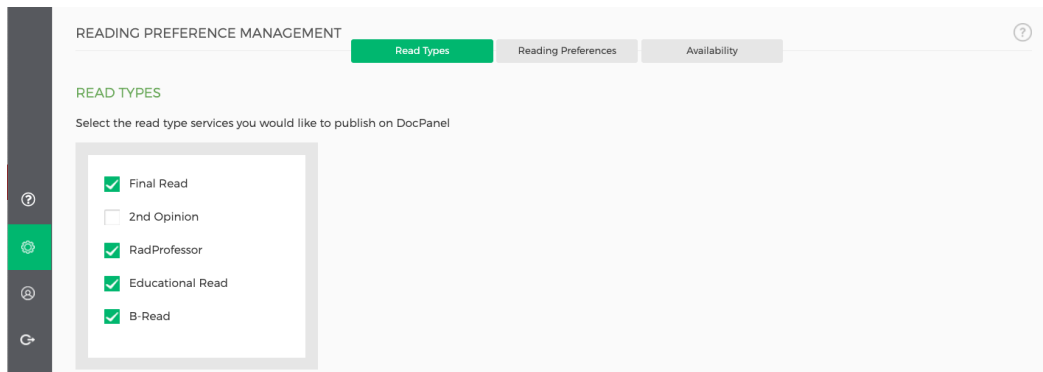 READING PREFERENCE MANAGEMENT
?
Read Types
Reading Preferences
Availability
READ TYPES
Select the read type services you would like to publish on DocPanel
Final Read
2nd Opinion
RadProfessor
Educational Read
B-Read
?